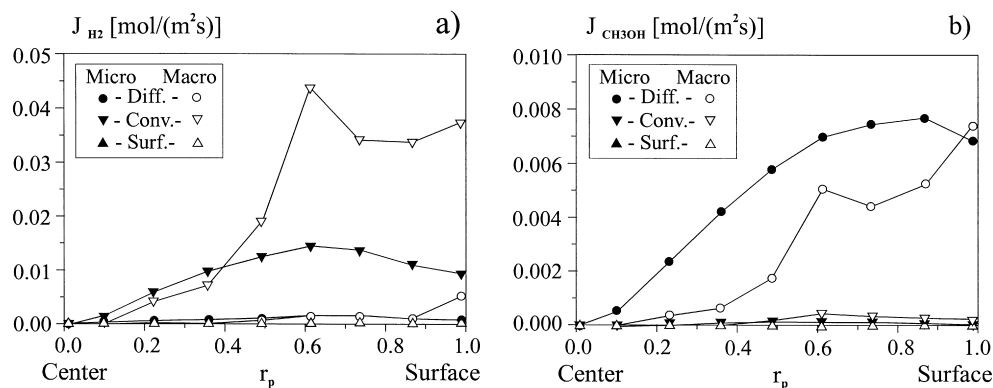 J H2 [mol/(m²s)] a)
0.05
0.04
0.03
0.02
0.01
0.00
Micro Macro
- Diff. -
- Conv.-
- Surf.-
0.0 0.2 0.4 0.6 0.8 1.0
Center rp Surface
J CH3OH [mol/(m²s)] b)
0.010
0.008
0.006
0.004
0.002
0.000
Micro Macro
- Diff. -
- Conv.-
- Surf.-
0.0 0.2 0.4 0.6 0.8 1.0
Center rp Surface